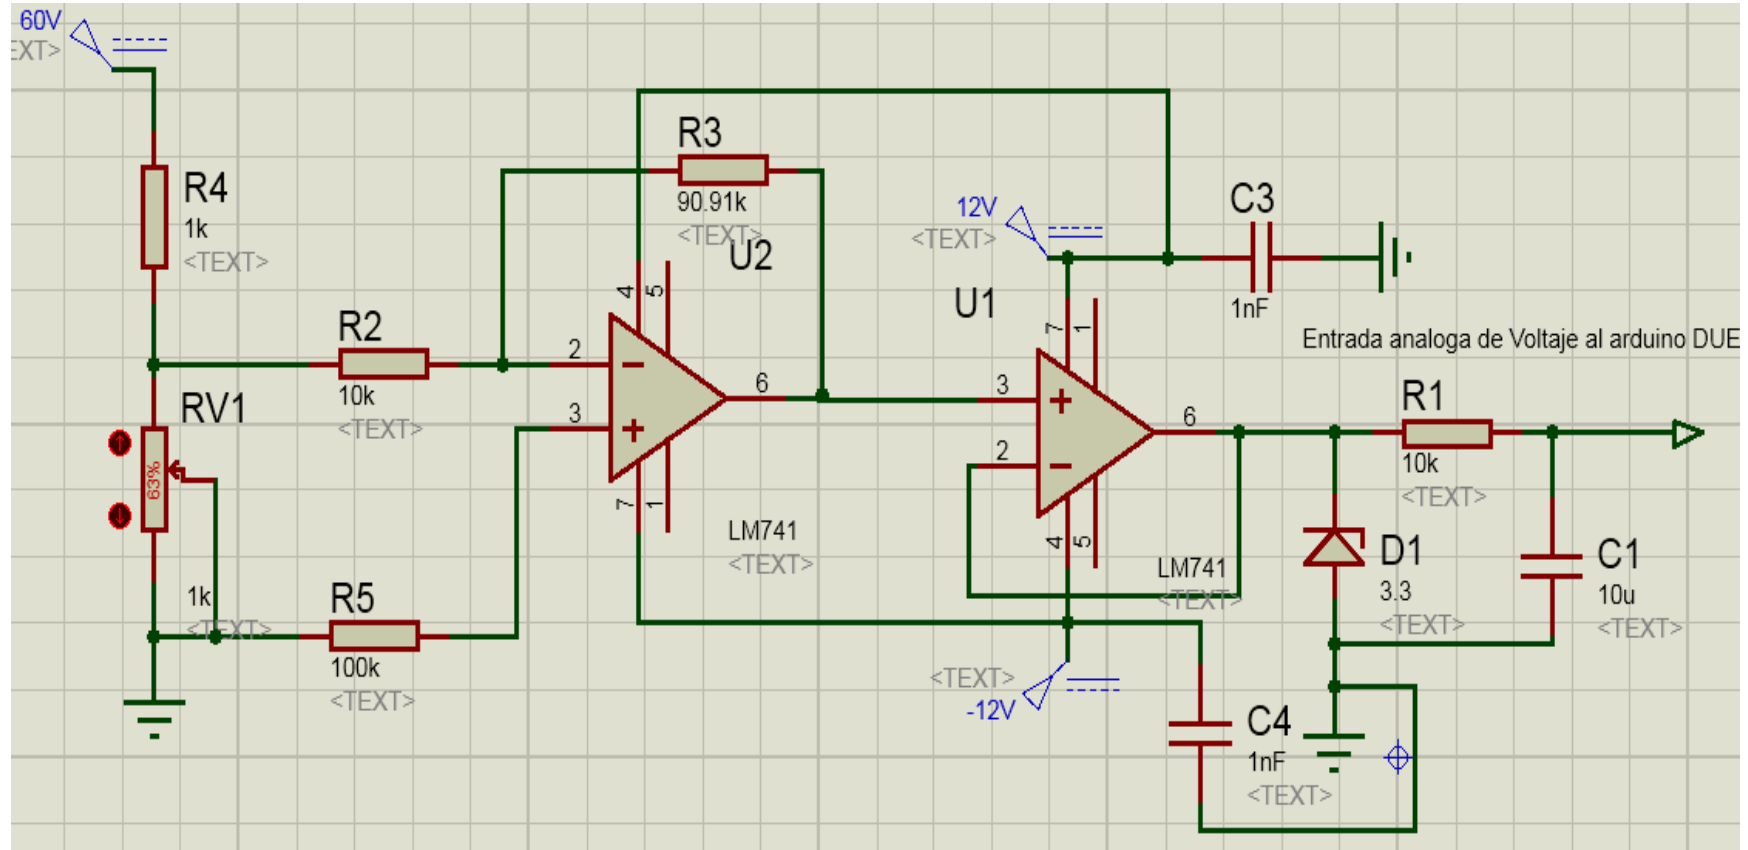 60V
EXT>
R4
1k
<TEXT>
RV1
63%
1k
<TEXT>
R2
10k
<TEXT>
R5
100k
<TEXT>
R3
90.91k
<TEXT>
U2
4
5
2
3
6
7
1
LM741
<TEXT>
12V
<TEXT>
U1
7
1
3
2
6
4
5
LM741
<TEXT>
<TEXT>
-12V
C3
1nF
Entrada analoga de Voltaje al arduino DUE
R1
10k
<TEXT>
D1
3.3
<TEXT>
C1
10u
<TEXT>
C4
1nF
<TEXT>